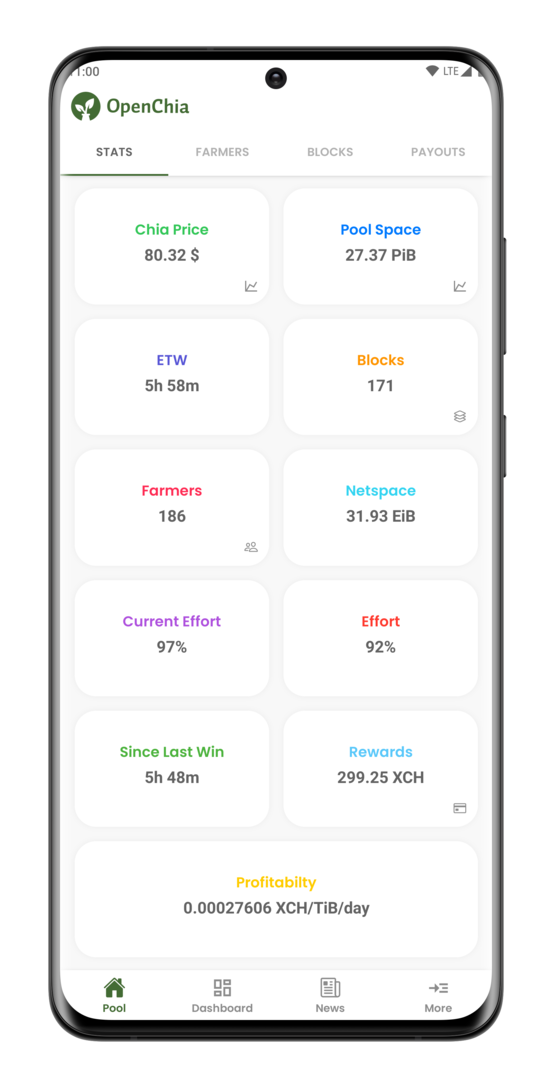 11:00 LTE
OpenChia
STATS FARMERS BLOCKS PAYOUTS
Chia Price
80.32 $
Pool Space
27.37 PiB
ETW
5h 58m
Blocks
171
Farmers
186
Netspace
31.93 EiB
Current Effort
97%
Effort
92%
Since Last Win
5h 48m
Rewards
299.25 XCH
Profitabilty
0.00027606 XCH/TiB/day
Pool Dashboard News More